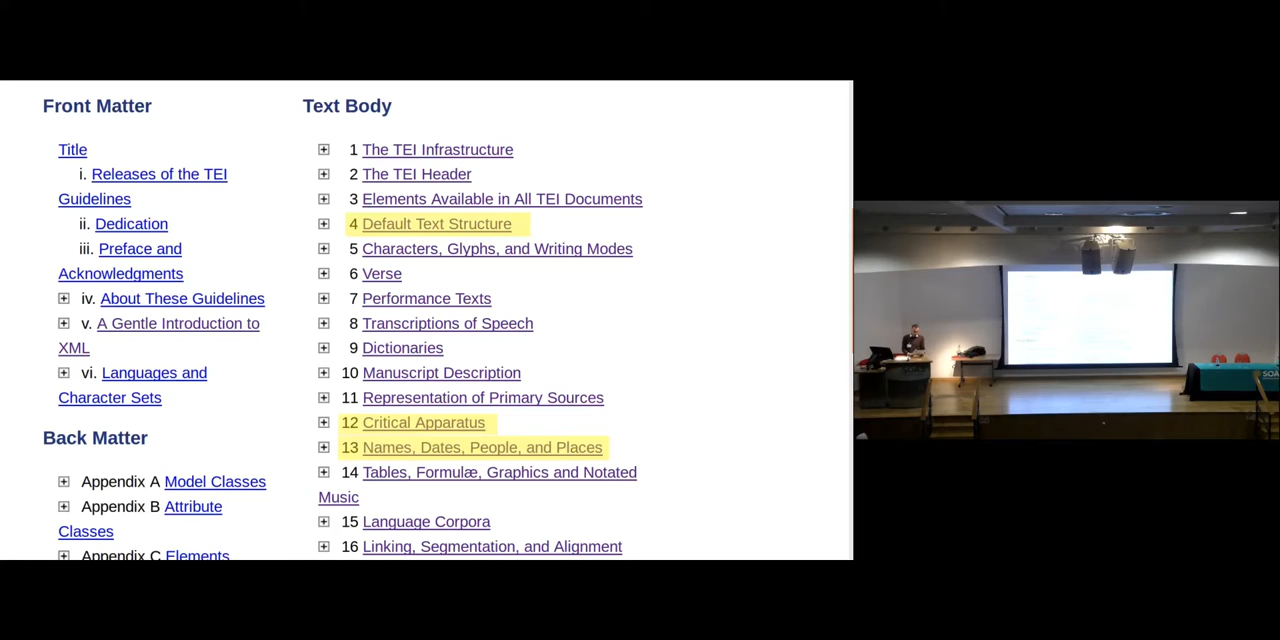 Front Matter
Title
i. Releases of the TEI
Guidelines
ii. Dedication
iii. Preface and
Acknowledgments
iv. About These Guidelines
v. A Gentle Introduction to
XML
vi. Languages and
Character Sets
Back Matter
Appendix A Model Classes
Appendix B Attribute
Classes
Appendix C Elements
Text Body
1 The TEI Infrastructure
2 The TEI Header
3 Elements Available in All TEI Documents
4 Default Text Structure
5 Characters, Glyphs, and Writing Modes
6 Verse
7 Performance Texts
8 Transcriptions of Speech
9 Dictionaries
10 Manuscript Description
11 Representation of Primary Sources
12 Critical Apparatus
13 Names, Dates, People, and Places
14 Tables, Formulæ, Graphics and Notated
Music
15 Language Corpora
16 Linking, Segmentation, and Alignment